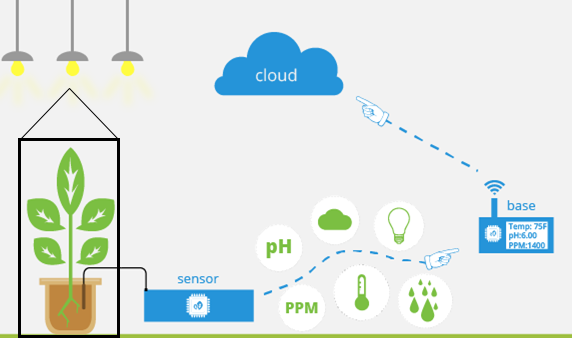 cloud
base
Temp: 75F
pH:6.00
PPM:1400
pH
sensor
PPM